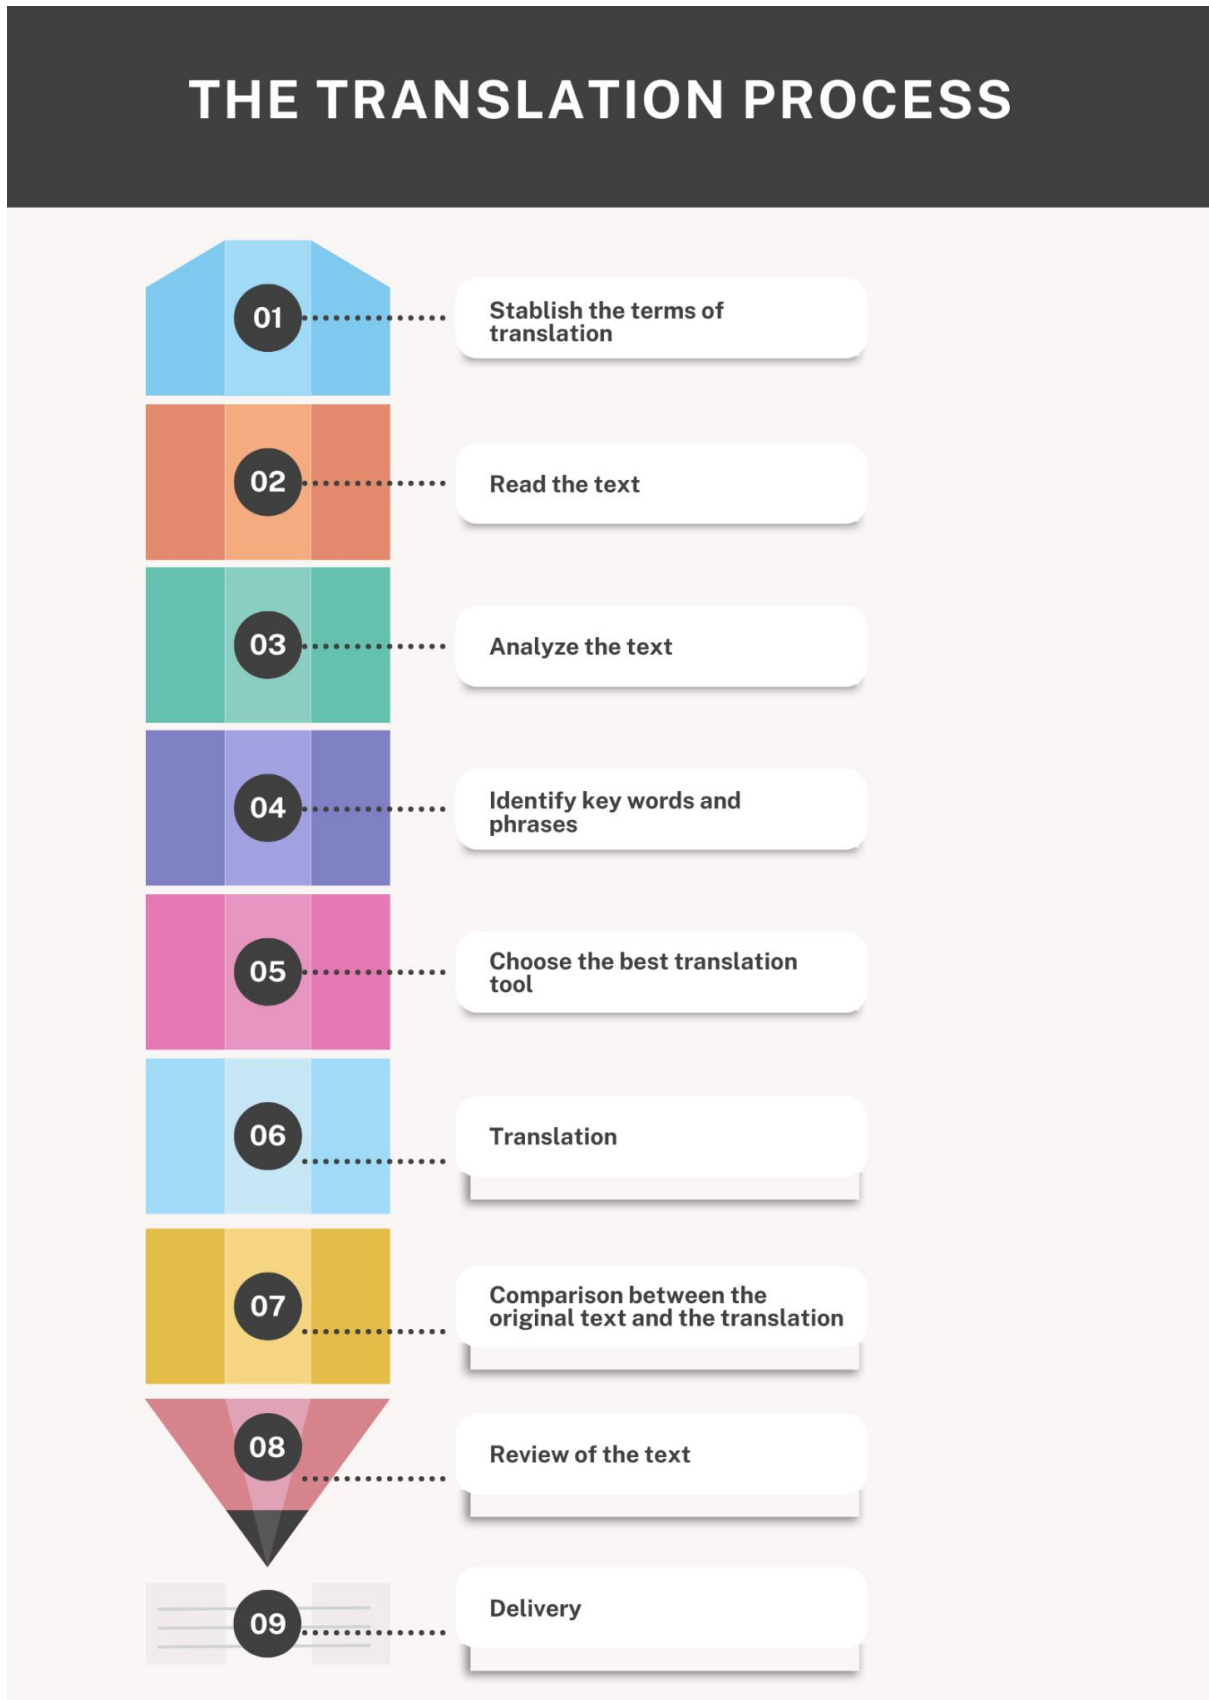 THE TRANSLATION PROCESS
01
Stablish the terms of
translation
02
Read the text
03
Analyze the text
04
Identify key words and
phrases
05
Choose the best translation
tool
06
Translation
07
Comparison between the
original text and the translation
08
Review of the text
09
Delivery